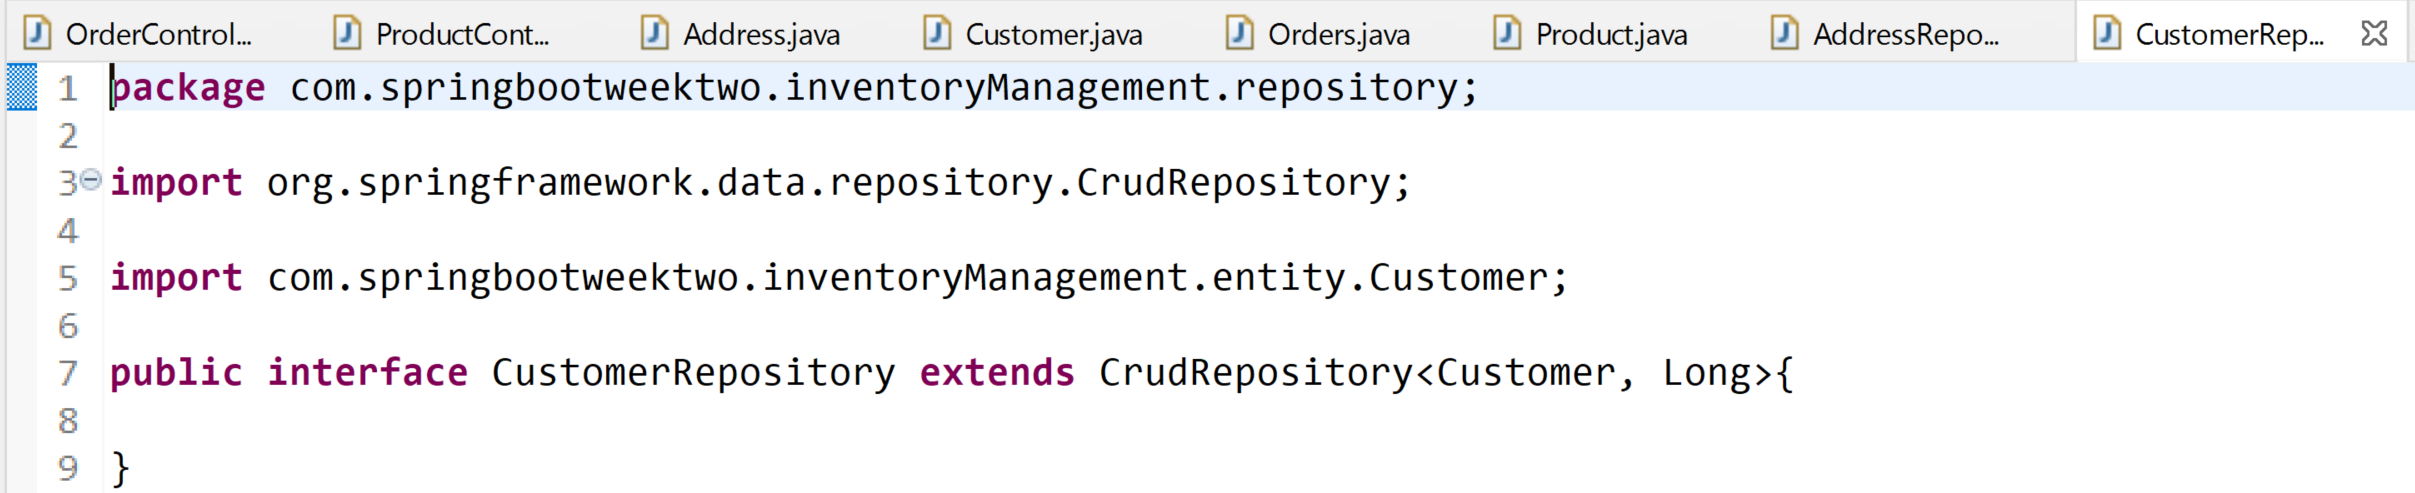 OrderControl... ProductCont... Address.java Customer.java Orders.java Product.java AddressRepo... CustomerRep...
1 package com.springbootweektwo.inventoryManagement.repository;
2
3 import org.springframework.data.repository.CrudRepository;
4
5 import com.springbootweektwo.inventoryManagement.entity.Customer;
6
7 public interface CustomerRepository extends CrudRepository<Customer, Long>{
8
9 }